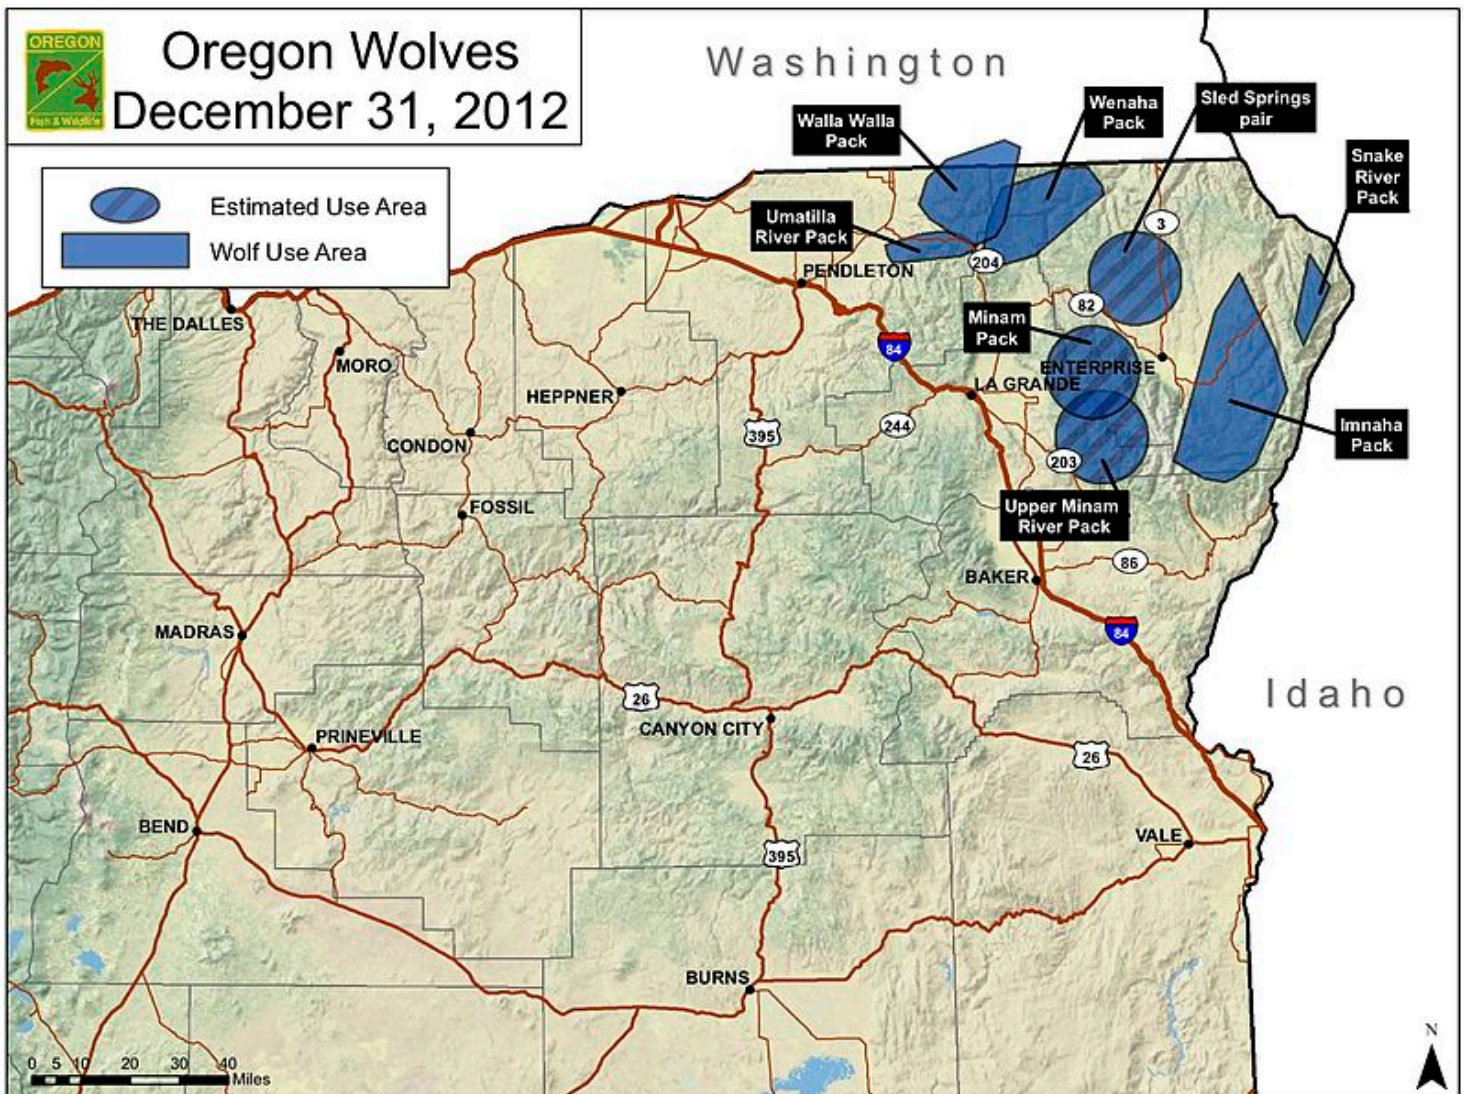 OREGON
Fish & Wildlife
Oregon Wolves
December 31, 2012
Estimated Use Area
Wolf Use Area
Washington
Idaho
Walla Walla
Pack
Wenaha
Pack
Sled Springs
pair
Snake
River
Pack
Umatilla
River Pack
Minam
Pack
Imnaha
Pack
Upper Minam
River Pack
3
204
82
PENDLETON
THE DALLES
MORO
84
ENTERPRISE
LA GRANDE
HEPPNER
CONDON
395
244
203
FOSSIL
86
BAKER
MADRAS
84
26
CANYON CITY
PRINEVILLE
26
BEND
395
VALE
BURNS
0 5 10 20 30 40
Miles
N